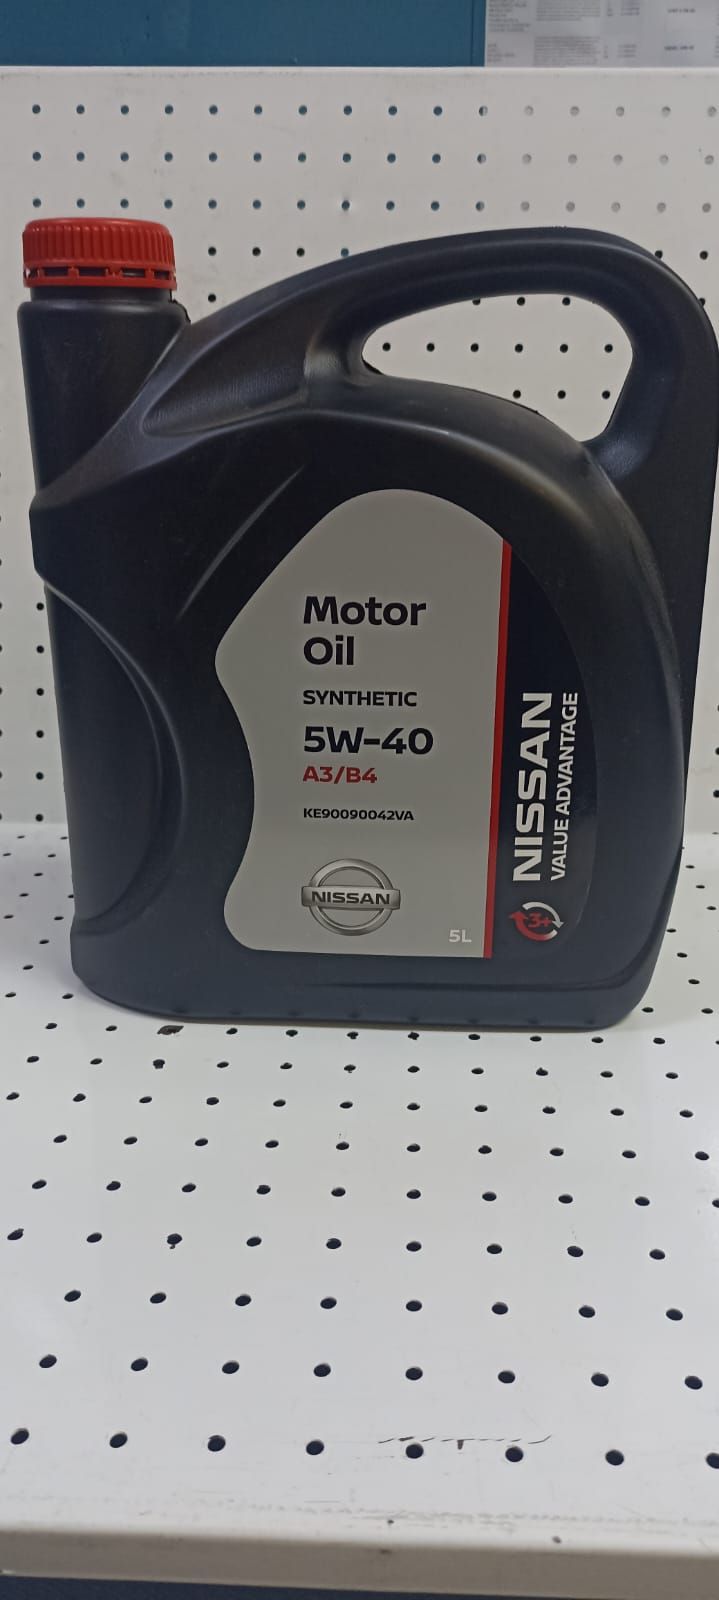 Motor
Oil
SYNTHETIC
5W-40
A3/B4
KE90090042VA
NISSAN
5L
NISSAN
VALUE ADVANTAGE
3+